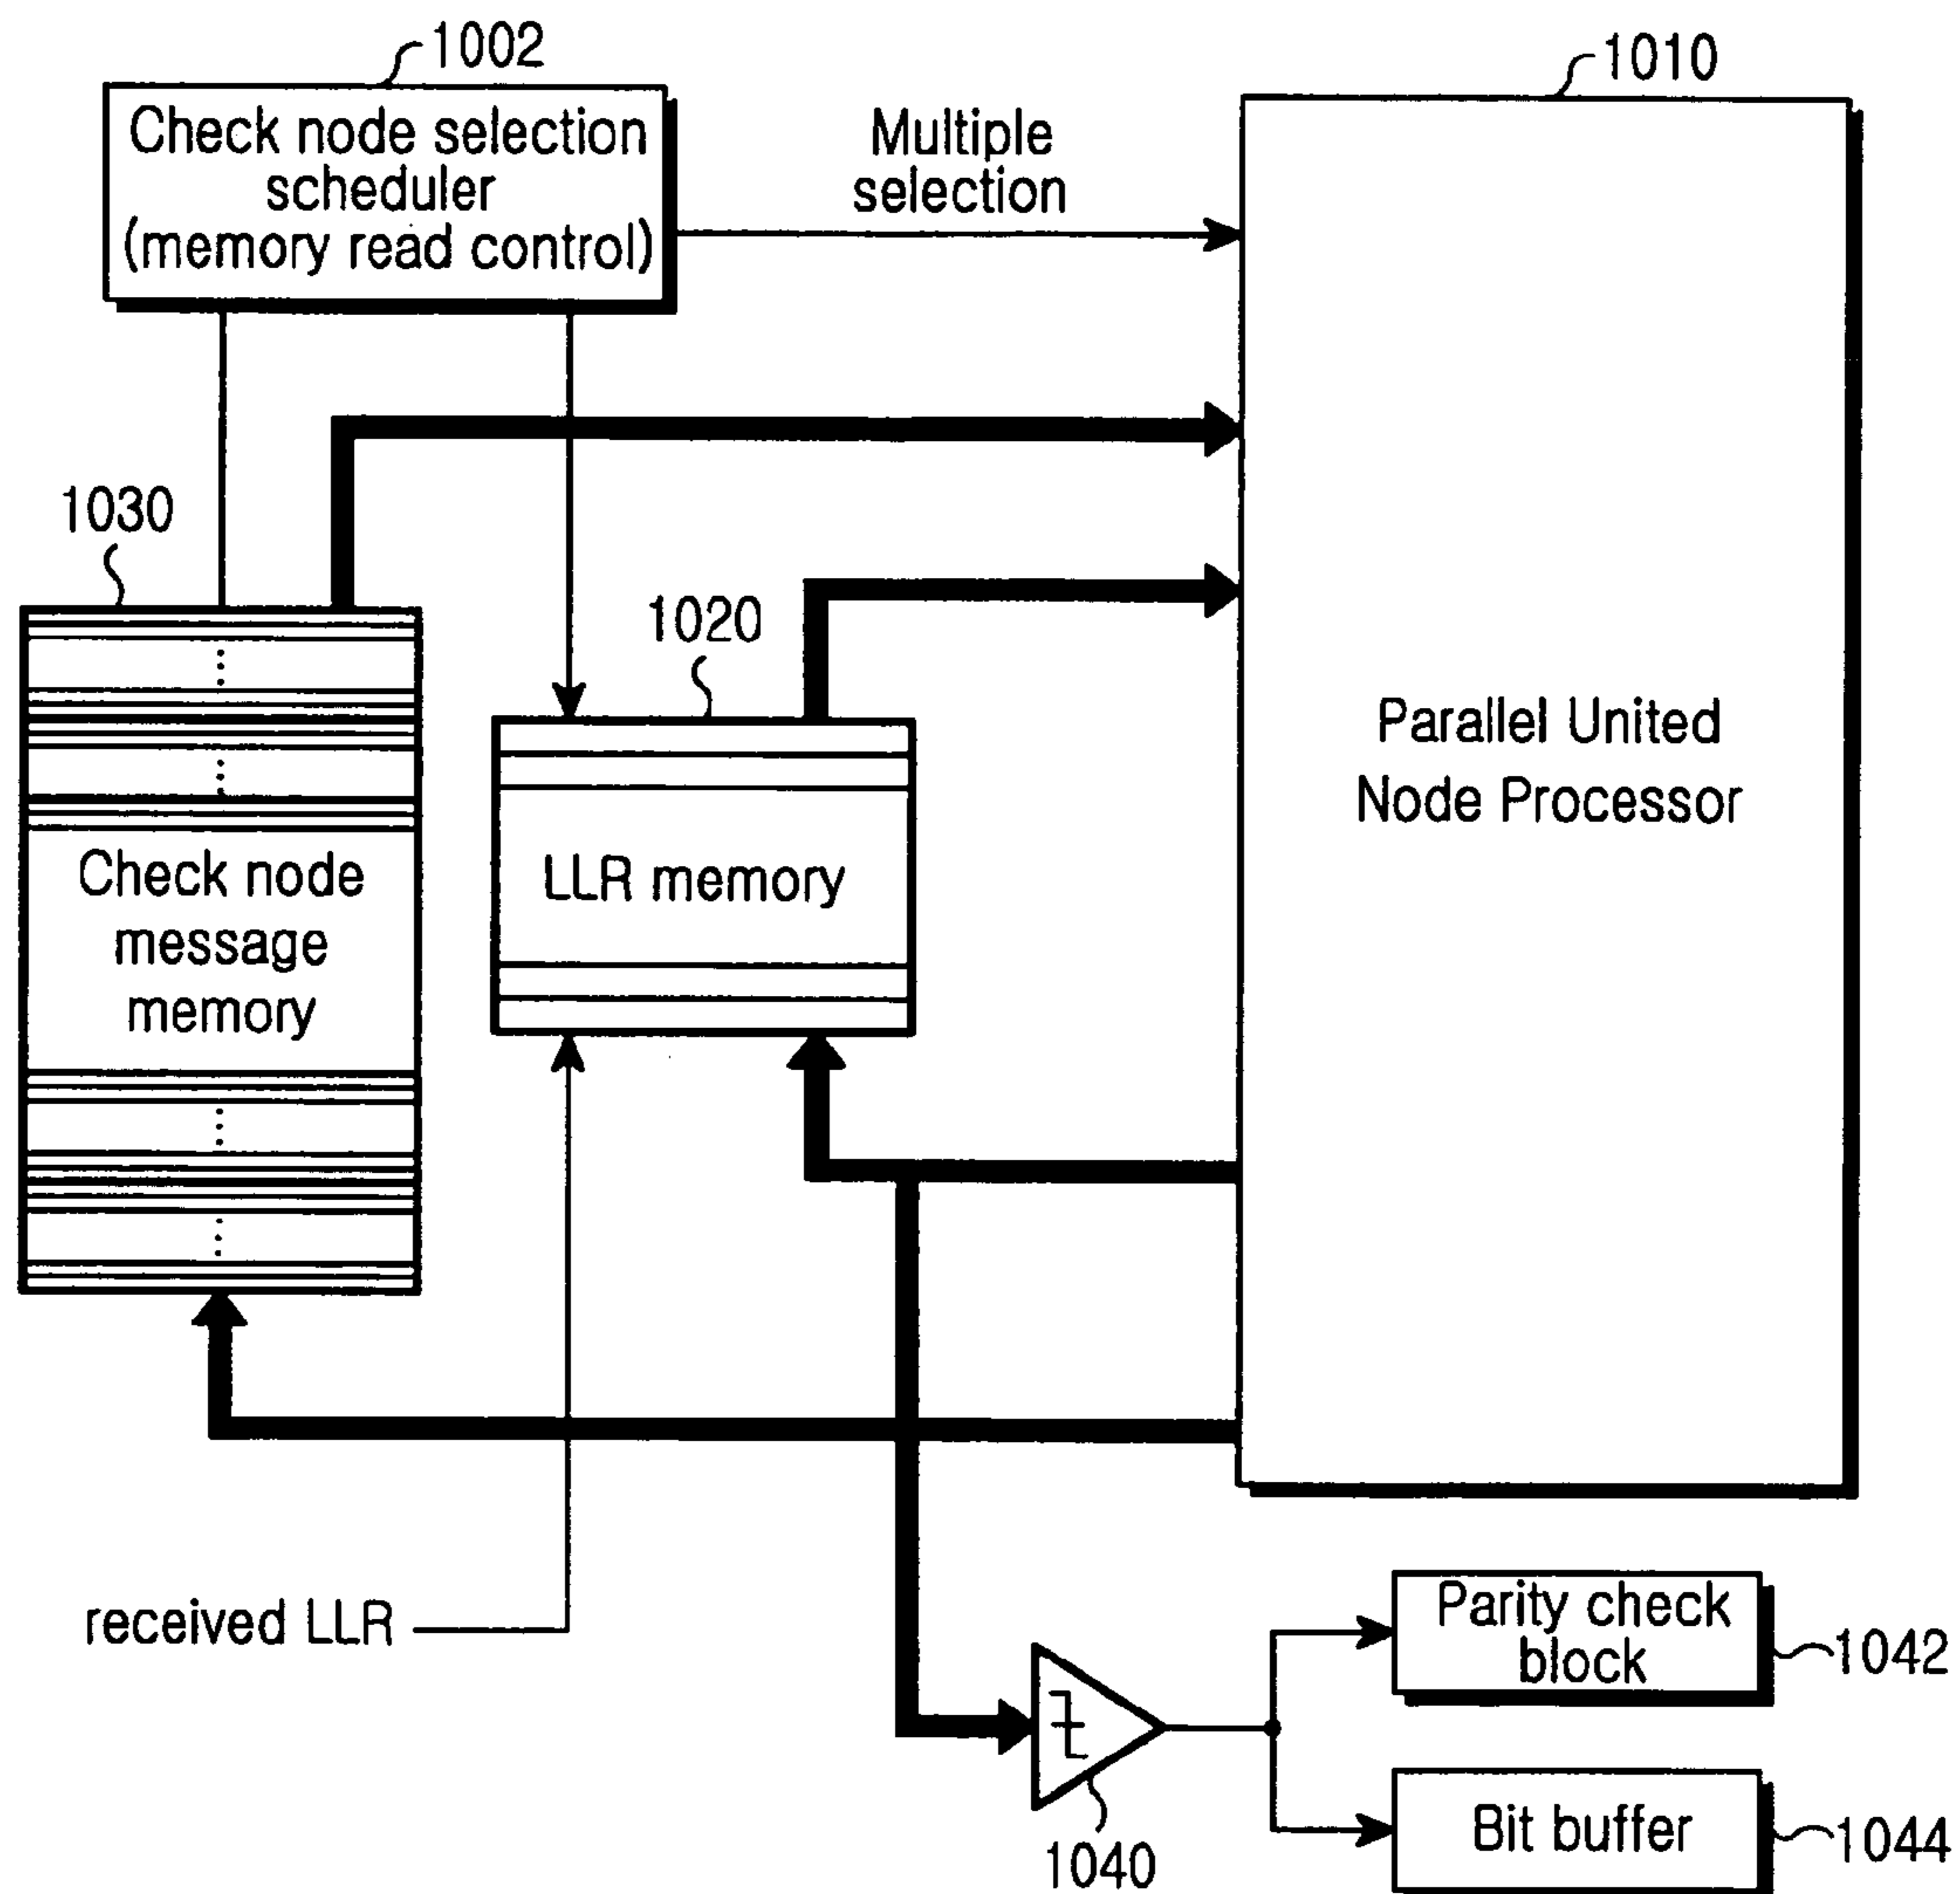 1002
Check node selection
scheduler
(memory read control)
Multiple
selection
1010
1030
1020
Parallel United
Node Processor
Check node
message
memory
LLR memory
received LLR
Parity check
block
1042
1040
Bit buffer
1044